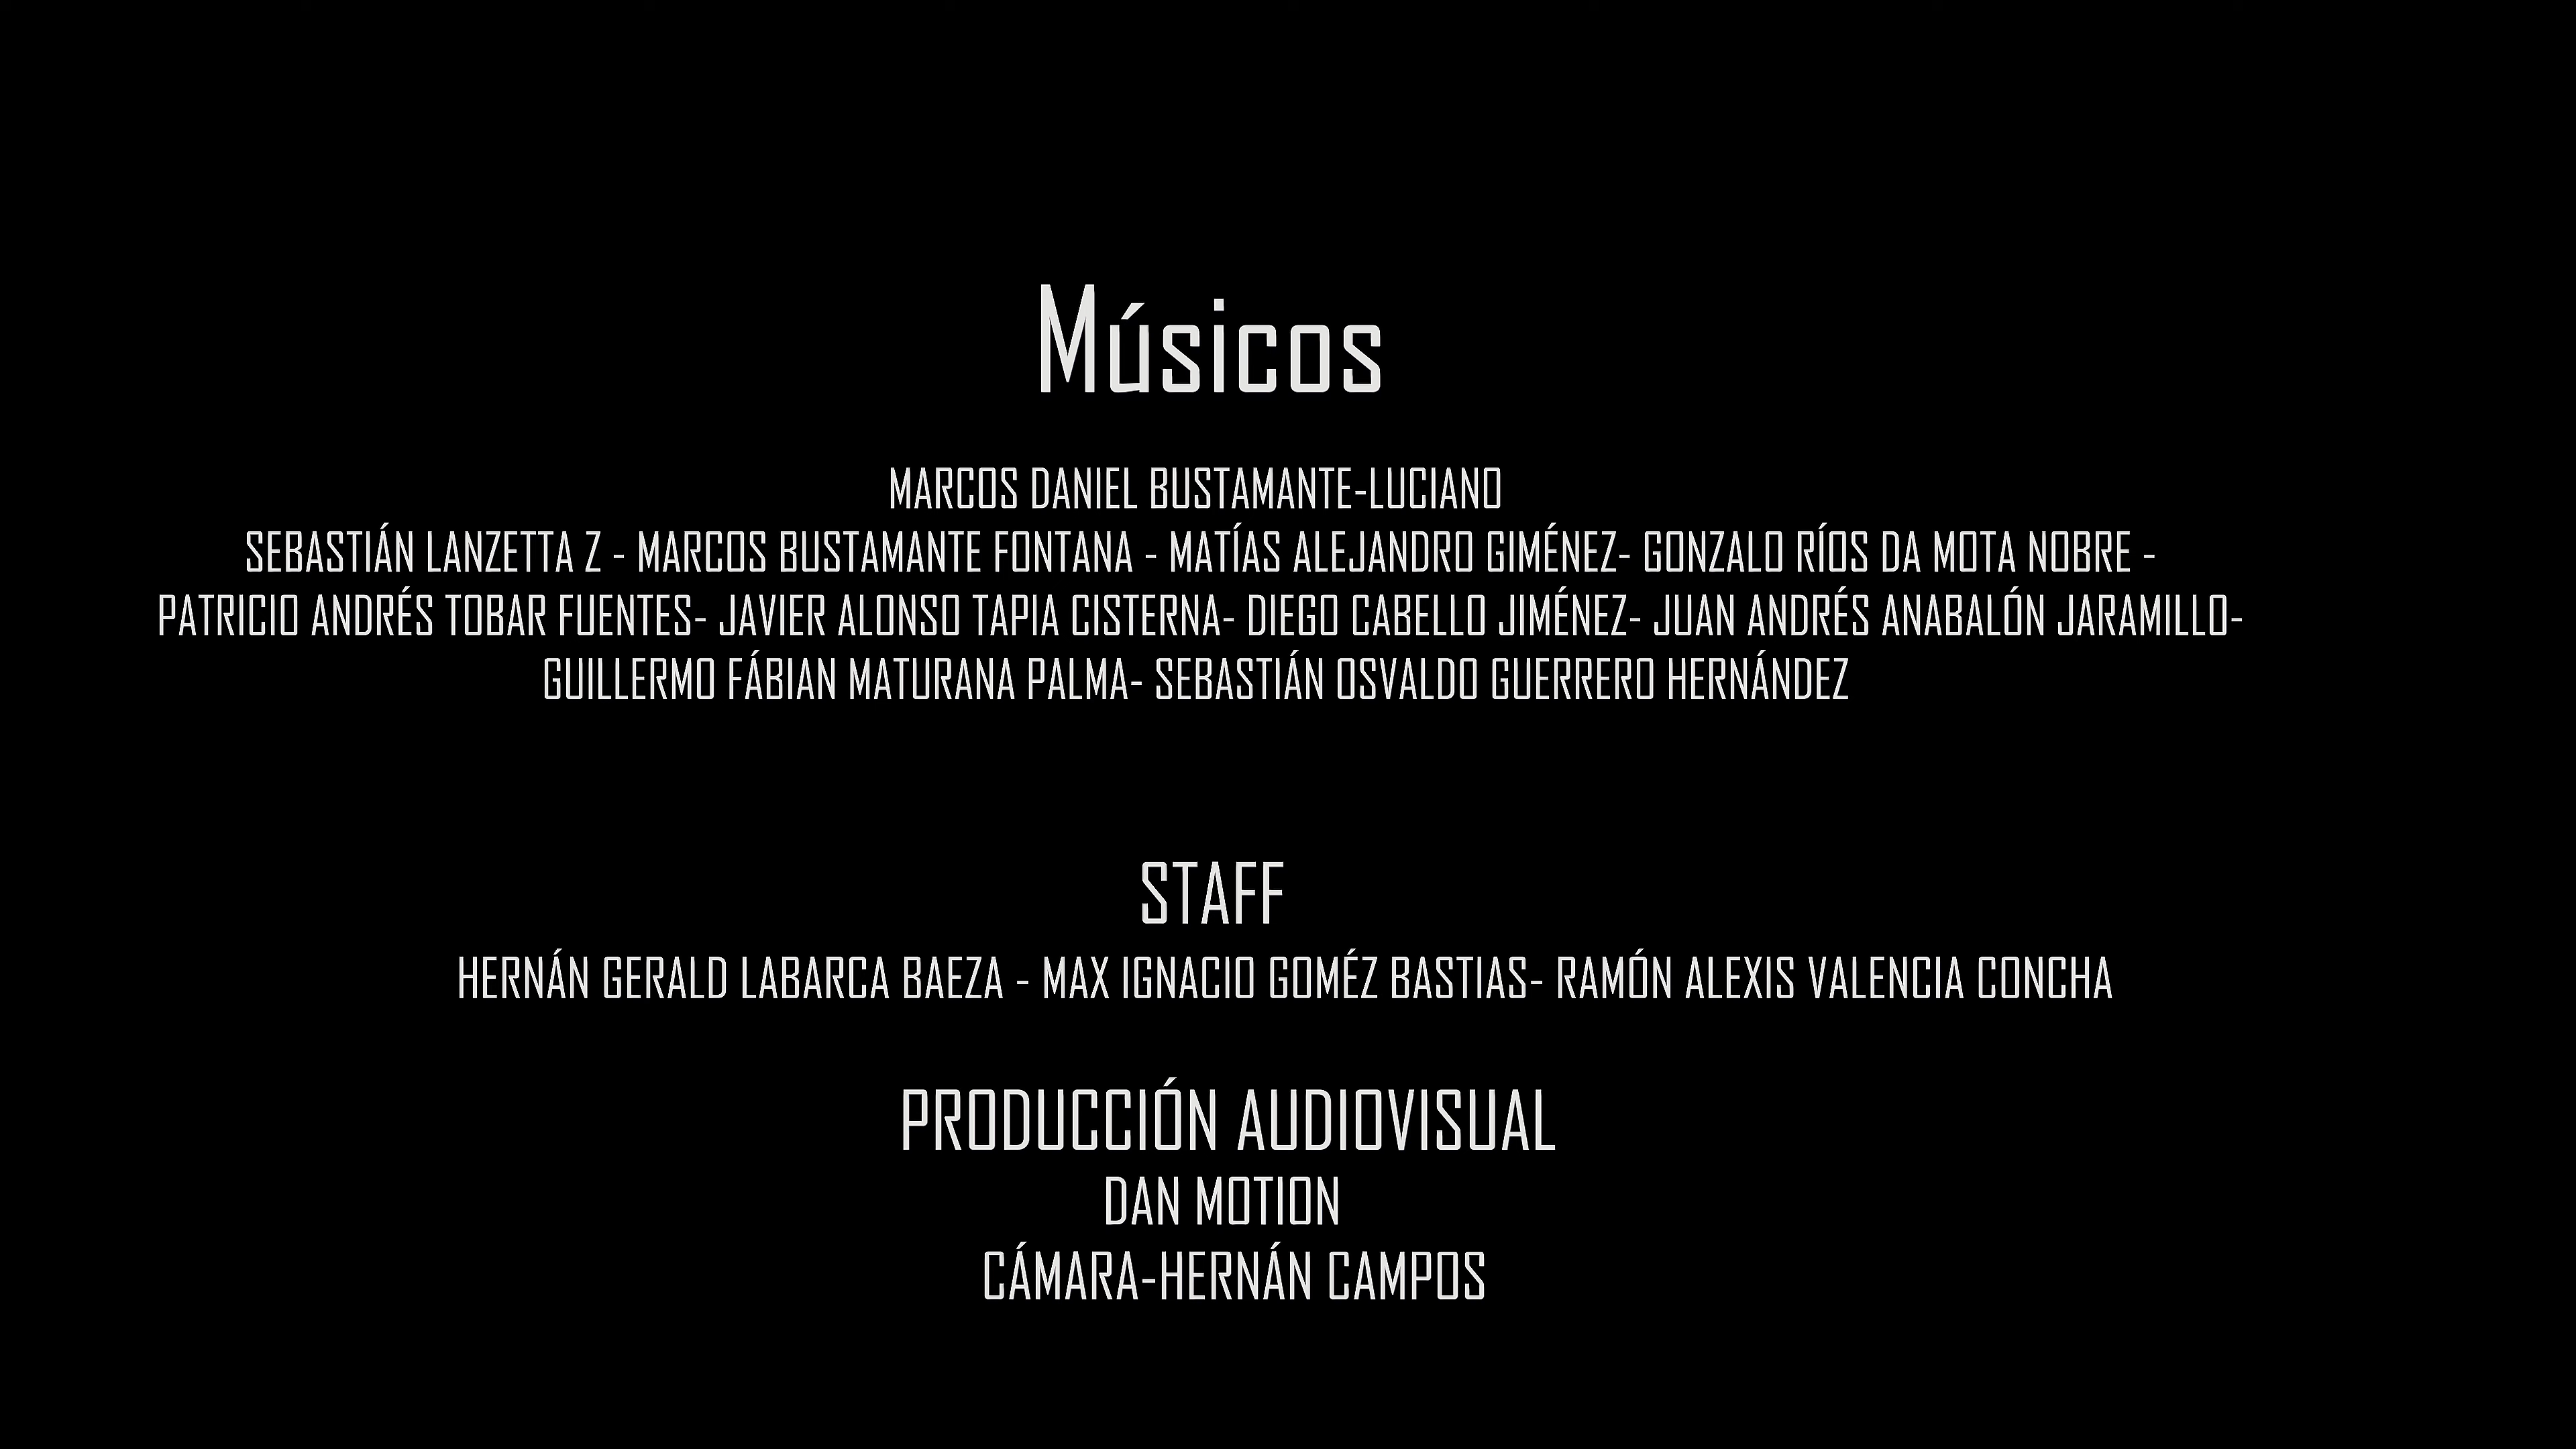 Músicos
MARCOS DANIEL BUSTAMANTE-LUCIANO
SEBASTIÁN LANZETTA Z - MARCOS BUSTAMANTE FONTANA - MATÍAS ALEJANDRO GIMÉNEZ- GONZALO RÍOS DA MOTA NOBRE -
PATRICIO ANDRÉS TOBAR FUENTES- JAVIER ALONSO TAPIA CISTERNA- DIEGO CABELLO JIMÉNEZ- JUAN ANDRÉS ANABALÓN JARAMILLO-
GUILLERMO FÁBIAN MATURANA PALMA- SEBASTIÁN OSVALDO GUERRERO HERNÁNDEZ
STAFF
HERNÁN GERALD LABARCA BAEZA - MAX IGNACIO GOMÉZ BASTIAS- RAMÓN ALEXIS VALENCIA CONCHA
PRODUCCIÓN AUDIOVISUAL
DAN MOTION
CÁMARA-HERNÁN CAMPOS